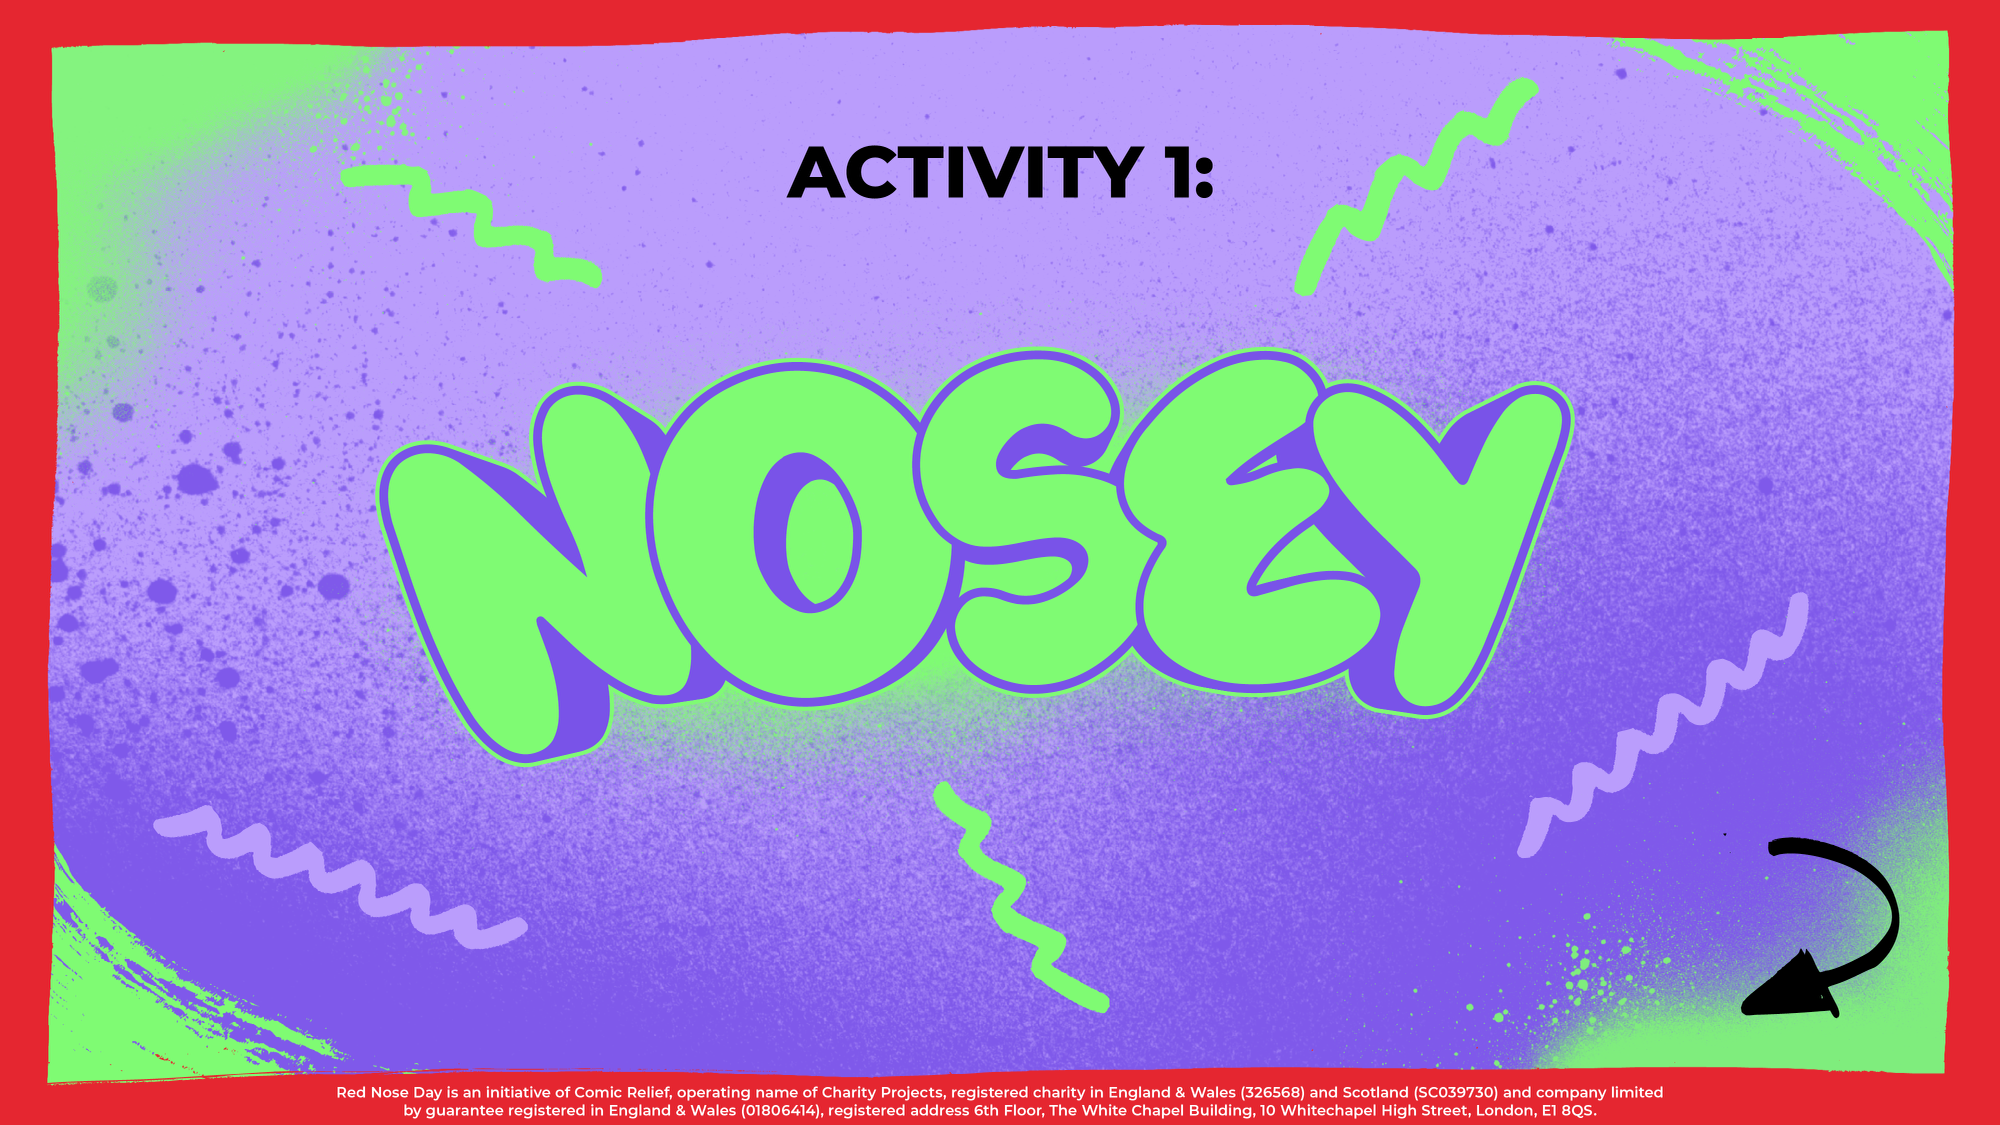 ACTIVITY 1:
NOSEY
Red Nose Day is an initiative of Comic Relief, operating name of Charity Projects, registered charity in England & Wales (326568) and Scotland (SC039730) and company limited
by guarantee registered in England & Wales (01806414), registered address 6th Floor, The White Chapel Building, 10 Whitechapel High Street, London, E1 8QS.